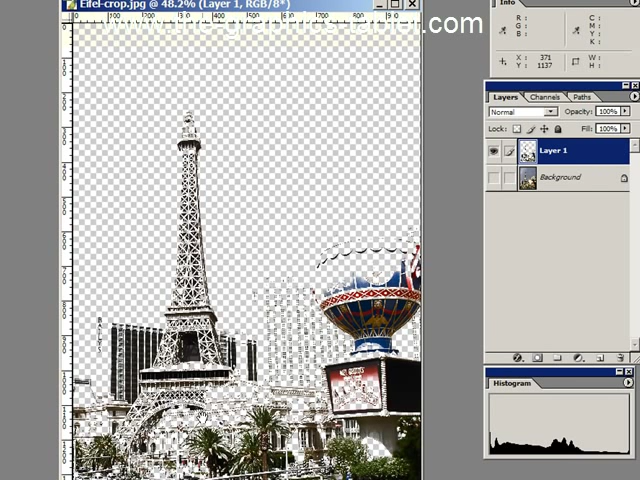 Eifel-crop.jpg @ 48.2% (Layer 1, RGB/8*)
Info
R :
G :
B :
C :
M :
Y :
K :
X : 371
Y : 1137
W :
H :
Layers Channels Paths
Normal Opacity: 100%
Lock: Fill: 100%
Layer 1
Background
Histogram
BALLYS